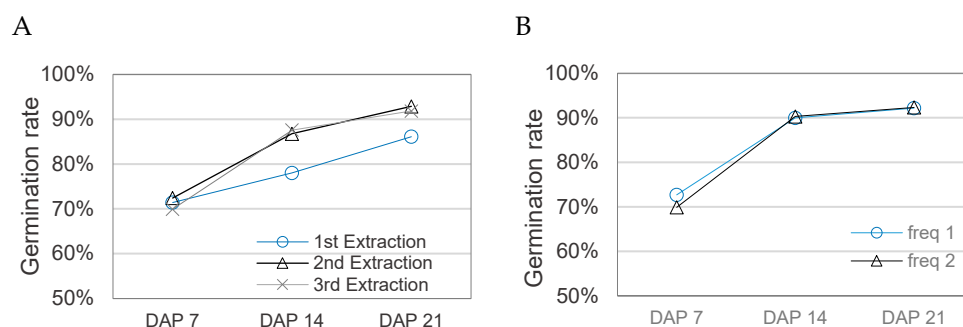 A
Germination rate
100%
90%
80%
70%
60%
50%
1st Extraction
2nd Extraction
3rd Extraction
DAP 7
DAP 14
DAP 21
B
Germination rate
100%
90%
80%
70%
60%
50%
freq 1
freq 2
DAP 7
DAP 14
DAP 21